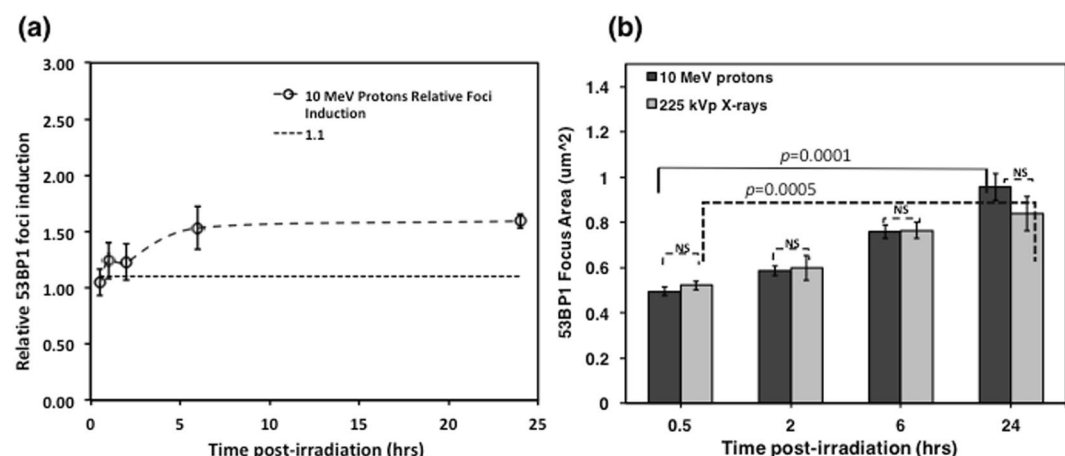 (a)
Relative 53BP1 foci induction
3.00
2.50
2.00
1.50
1.00
0.50
0.00
10 MeV Protons Relative Foci
Induction
1.1
0
5
10
15
20
25
Time post-irradiation (hrs)
(b)
53BP1 Focus Area (um^2)
1.4
1.2
1
0.8
0.6
0.4
0.2
0
10 MeV protons
225 kVp X-rays
p=0.0001
NS
p=0.0005
NS
NS
NS
0.5
2
6
24
Time post-irradiation (hrs)